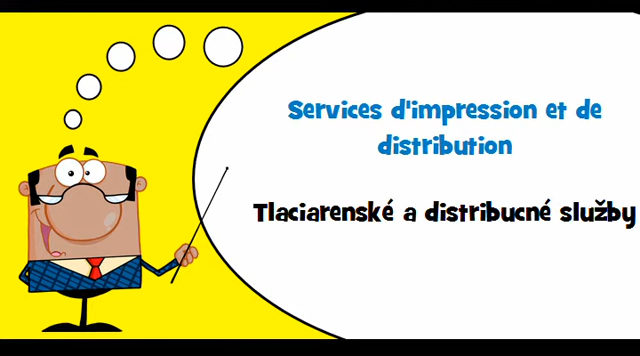 Services d'impression et de
distribution
Tlaciarenské a distribucné služby